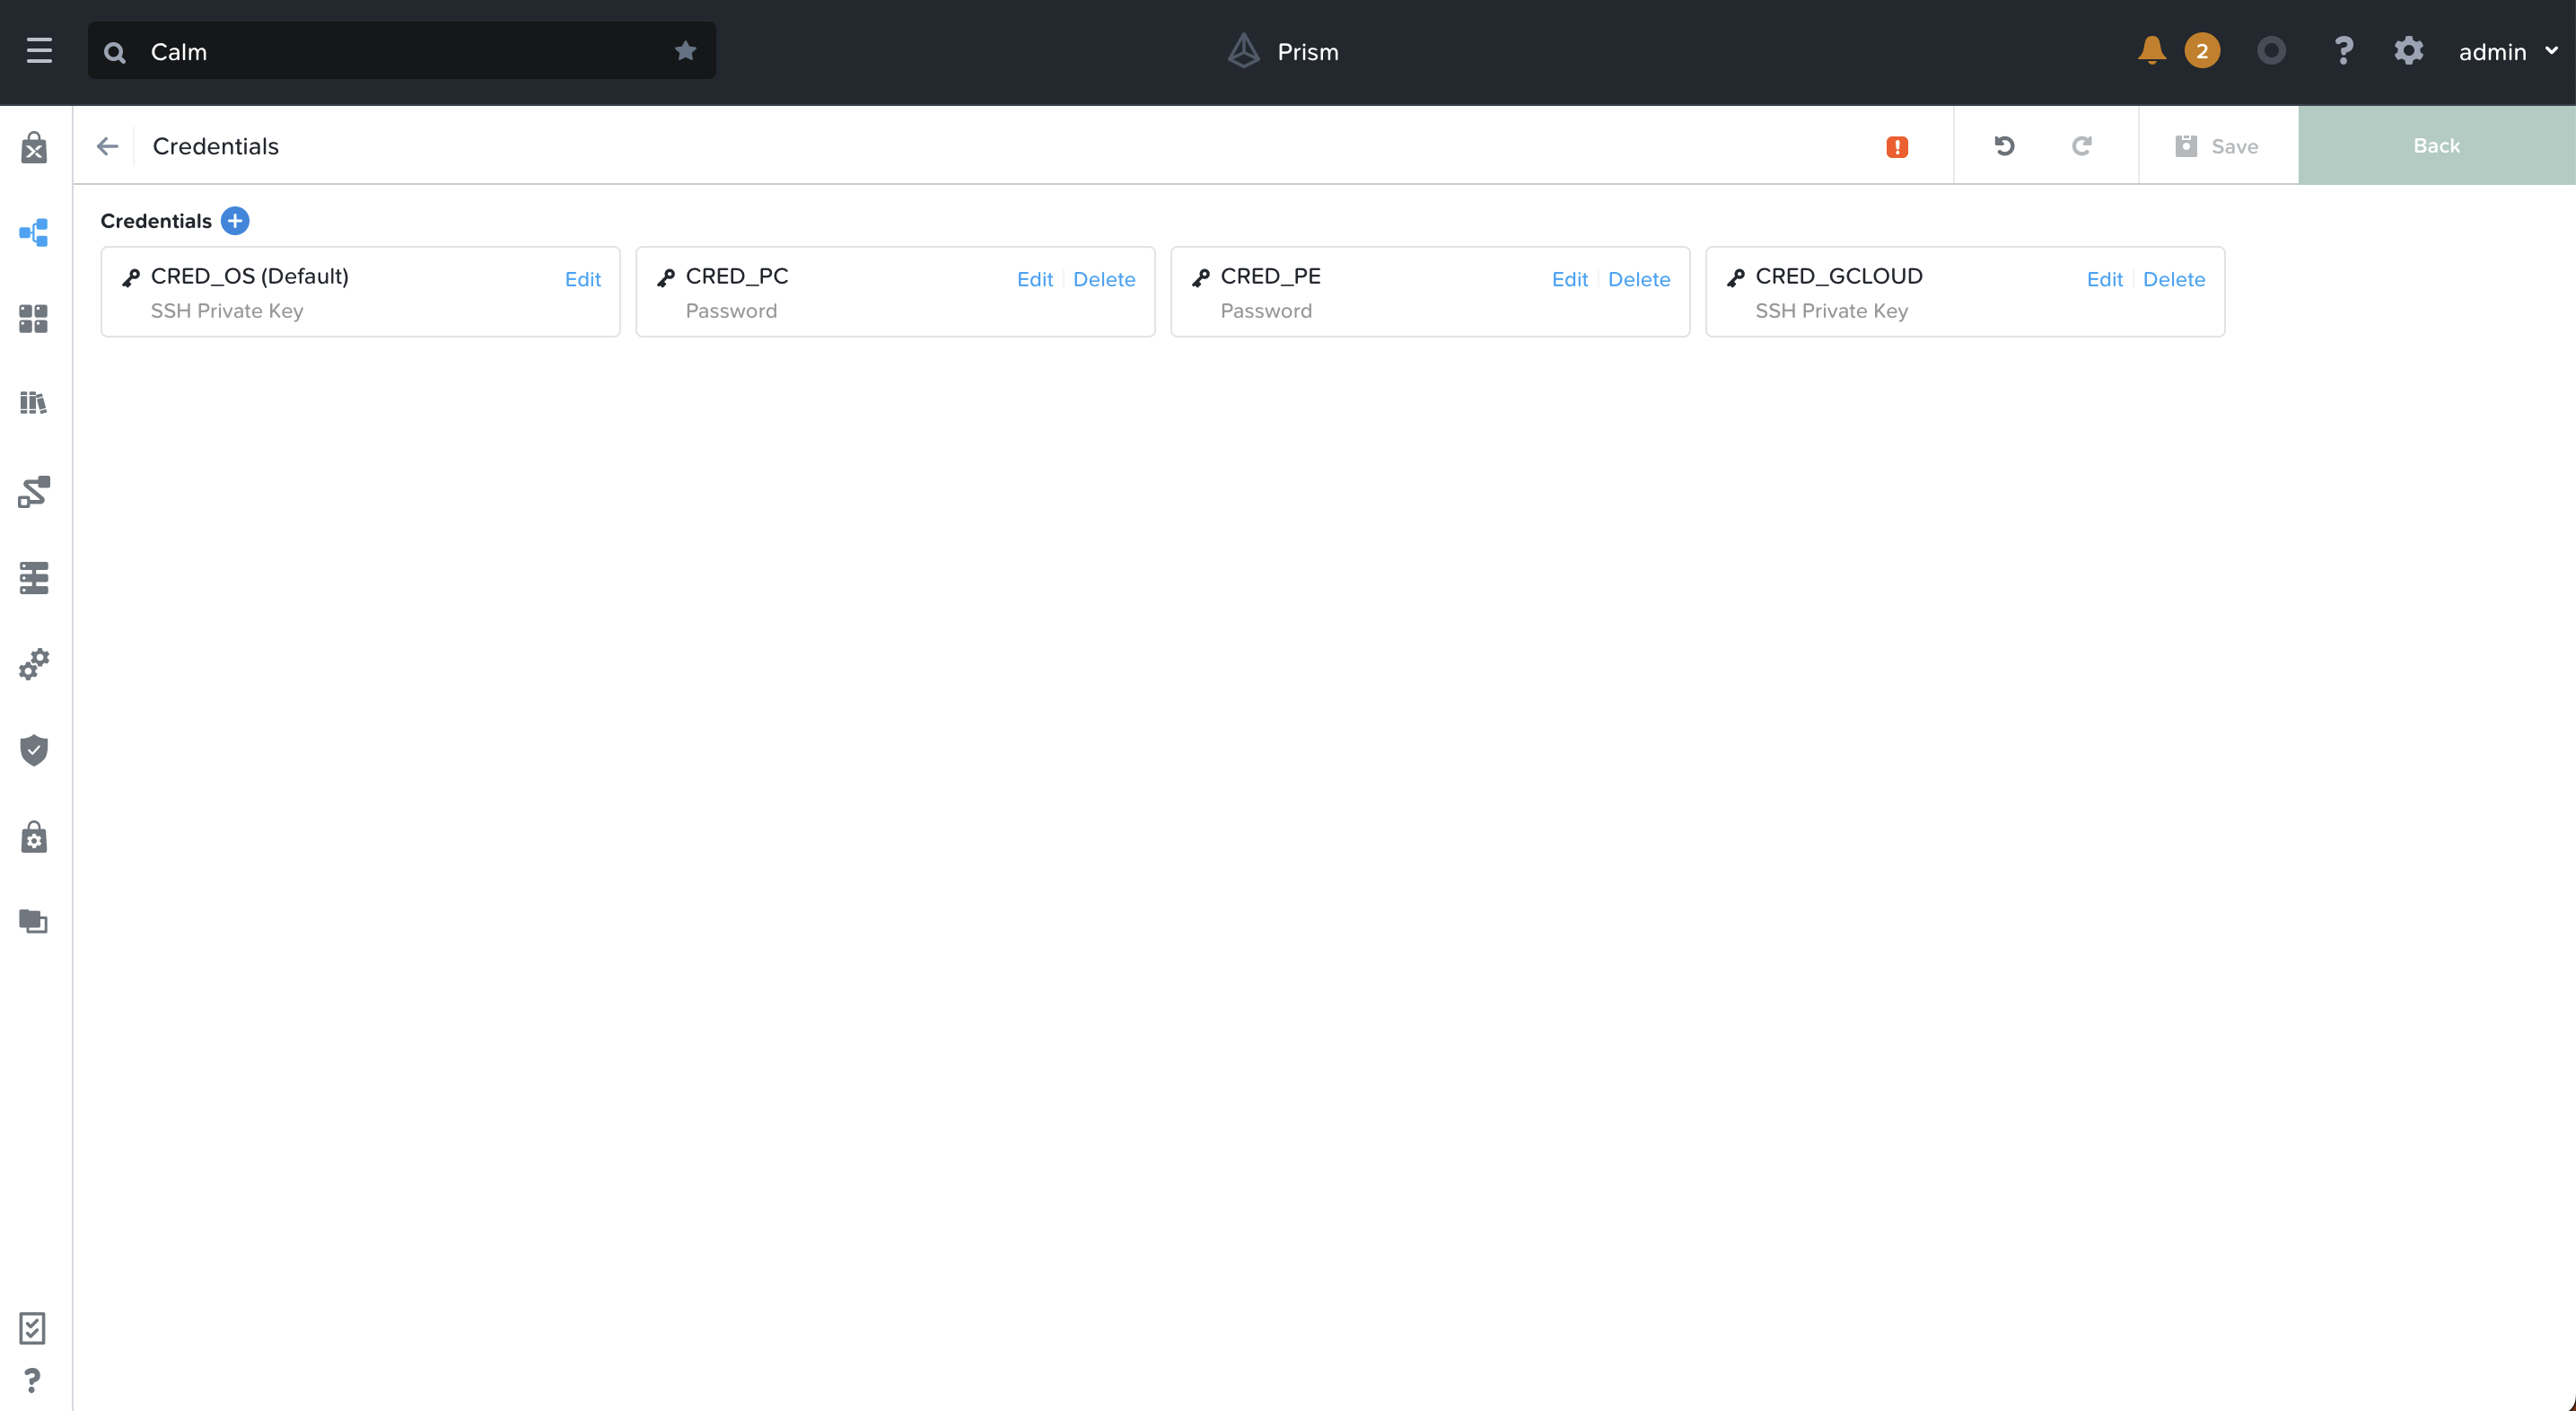 Calm
Prism
2
admin
Credentials
Save
Back
Credentials
CRED_OS (Default)
Edit
SSH Private Key
CRED_PC
Edit
Delete
Password
CRED_PE
Edit
Delete
Password
CRED_GCLOUD
Edit
Delete
SSH Private Key